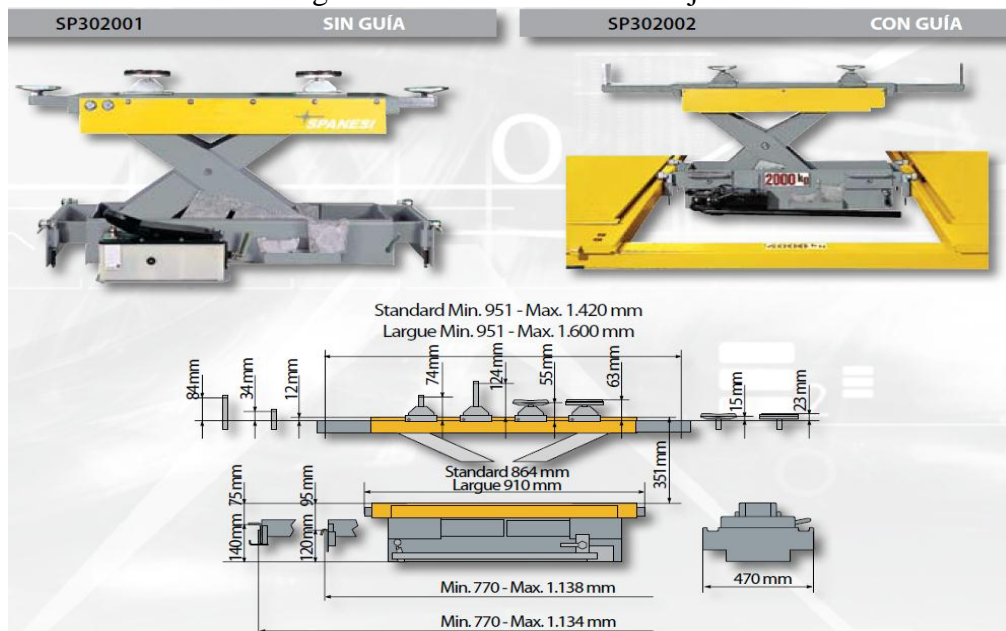 SP302001 SIN GUÍA
SP302002 CON GUÍA
SPANESI
2000 kg
Standard Min. 951 - Max. 1.420 mm
Largue Min. 951 - Max. 1.600 mm
84mm
34mm
12mm
74mm
124mm
55mm
63mm
15mm
23mm
351mm
Standard 864 mm
Largue 910 mm
75mm
95mm
140mm
120mm
470 mm
Min. 770 - Max. 1.138 mm
Min. 770 - Max. 1.134 mm